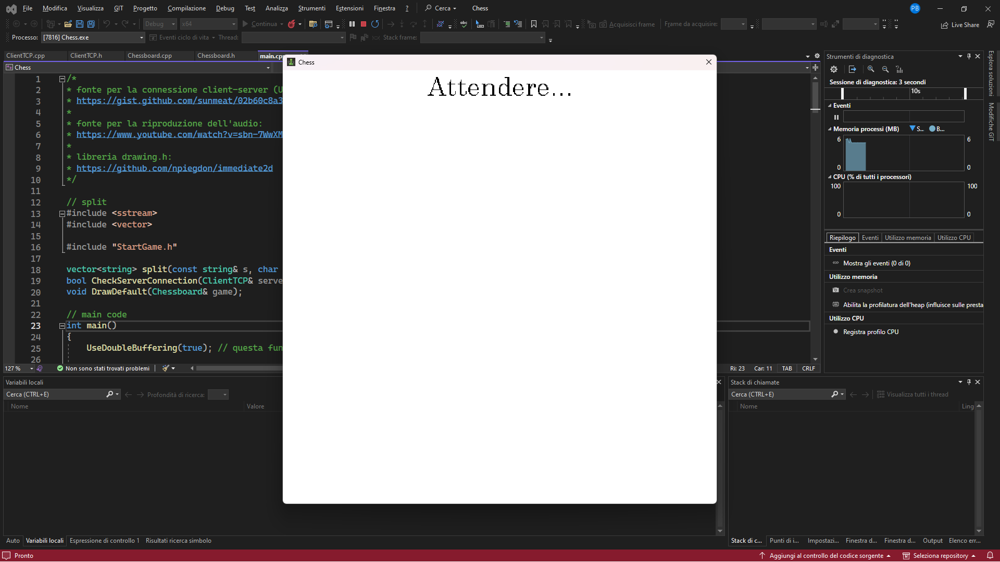 File Modifica Visualizza GIT Progetto Compilazione Debug Test Analizza Strumenti Estensioni Finestra ? Cerca Chess PB
Debug x64 Continua Acquisisci frame Frame da acquisire: Live Share
Processo: [7816] Chess.exe Eventi ciclo di vita Thread: Stack frame:
ClientTCP.cpp ClientTCP.h Chessboard.cpp Chessboard.h main.cpp
Chess
1 /*
2 * fonte per la connessione client-server (U
3 * https://gist.github.com/sunmeat/02b60c8a3
4 *
5 * fonte per la riproduzione dell'audio:
6 * https://www.youtube.com/watch?v=sbn-7WwXM
7 *
8 * libreria drawing.h:
9 * https://github.com/npiegdon/immediate2d
10 */
11
12 // split
13 #include <sstream>
14 #include <vector>
15
16 #include "StartGame.h"
17
18 vector<string> split(const string& s, char
19 bool CheckServerConnection(ClientTCP& serve
20 void DrawDefault(Chessboard& game);
21
22 // main code
23 int main()
24 {
25 UseDoubleBuffering(true); // questa fun
26
127 % Non sono stati trovati problemi Ri: 23 Car: 11 TAB CRLF
Chess
Attendere...
Strumenti di diagnostica
Sessione di diagnostica: 3 secondi
10s
Eventi
Memoria processi (MB) S... B...
6 6
0 0
CPU (% di tutti i processori)
100 100
0 0
Riepilogo Eventi Utilizzo memoria Utilizzo CPU
Eventi
Mostra gli eventi (0 di 0)
Utilizzo memoria
Crea snapshot
Abilita la profilatura dell'heap (influisce sulle presta
Utilizzo CPU
Registra profilo CPU
Esplora soluzioni
Modifiche GIT
Variabili locali
Cerca (CTRL+E) Profondità di ricerca:
Nome Valore
Auto Variabili locali Espressione di controllo 1 Risultati ricerca simbolo
Stack di chiamate
Cerca (CTRL+E) Visualizza tutti i thread
Nome Ling
Stack di c... Punti di i... Impostazi... Finestra d... Finestra d... Output Elenco err...
Pronto Aggiungi al controllo del codice sorgente Seleziona repository